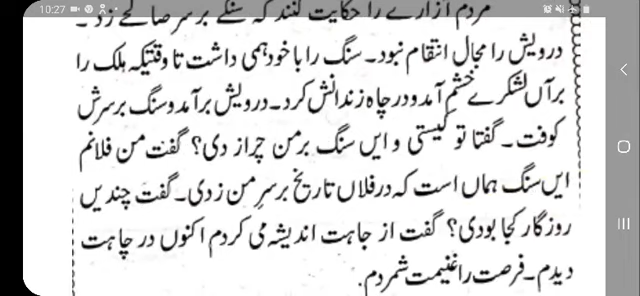 10:27
مردم آزارے را حکایت کنند کہ سنگے بر سر صالحے زد۔
درویش را مجال انتقام نبود۔ سنگ را با خود ہمی داشت تا وقتیکہ ملک را
برآں لشکرے خشم آمد و در چاہ زندانش کرد۔ درویش برآمد و سنگ بر سرش
کوفت۔ گفتا تو کیستی و ایں سنگ بر من چرا زدی؟ گفت من فلانم
ایں سنگ ہماں است کہ در فلاں تاریخ بر سرِ من زدی۔ گفت چندیں
روزگار کجا بودی؟ گفت از جاہت اندیشہ می کردم اکنوں در چاہت
دیدم۔ فرصت را غنیمت شمردم۔